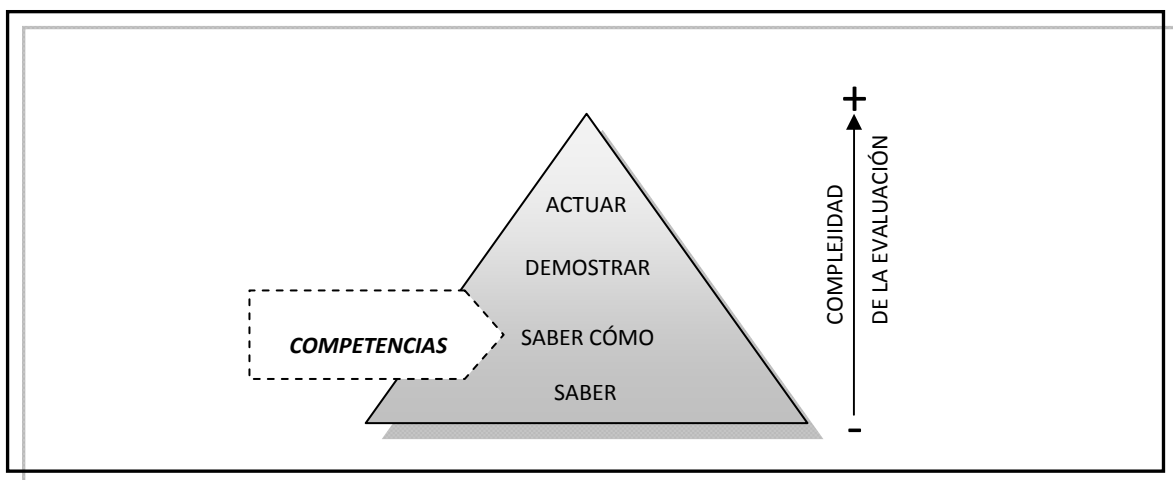 +
ACTUAR
DEMOSTRAR
COMPETENCIAS
SABER CÓMO
SABER
COMPLEJIDAD
DE LA EVALUACIÓN
-